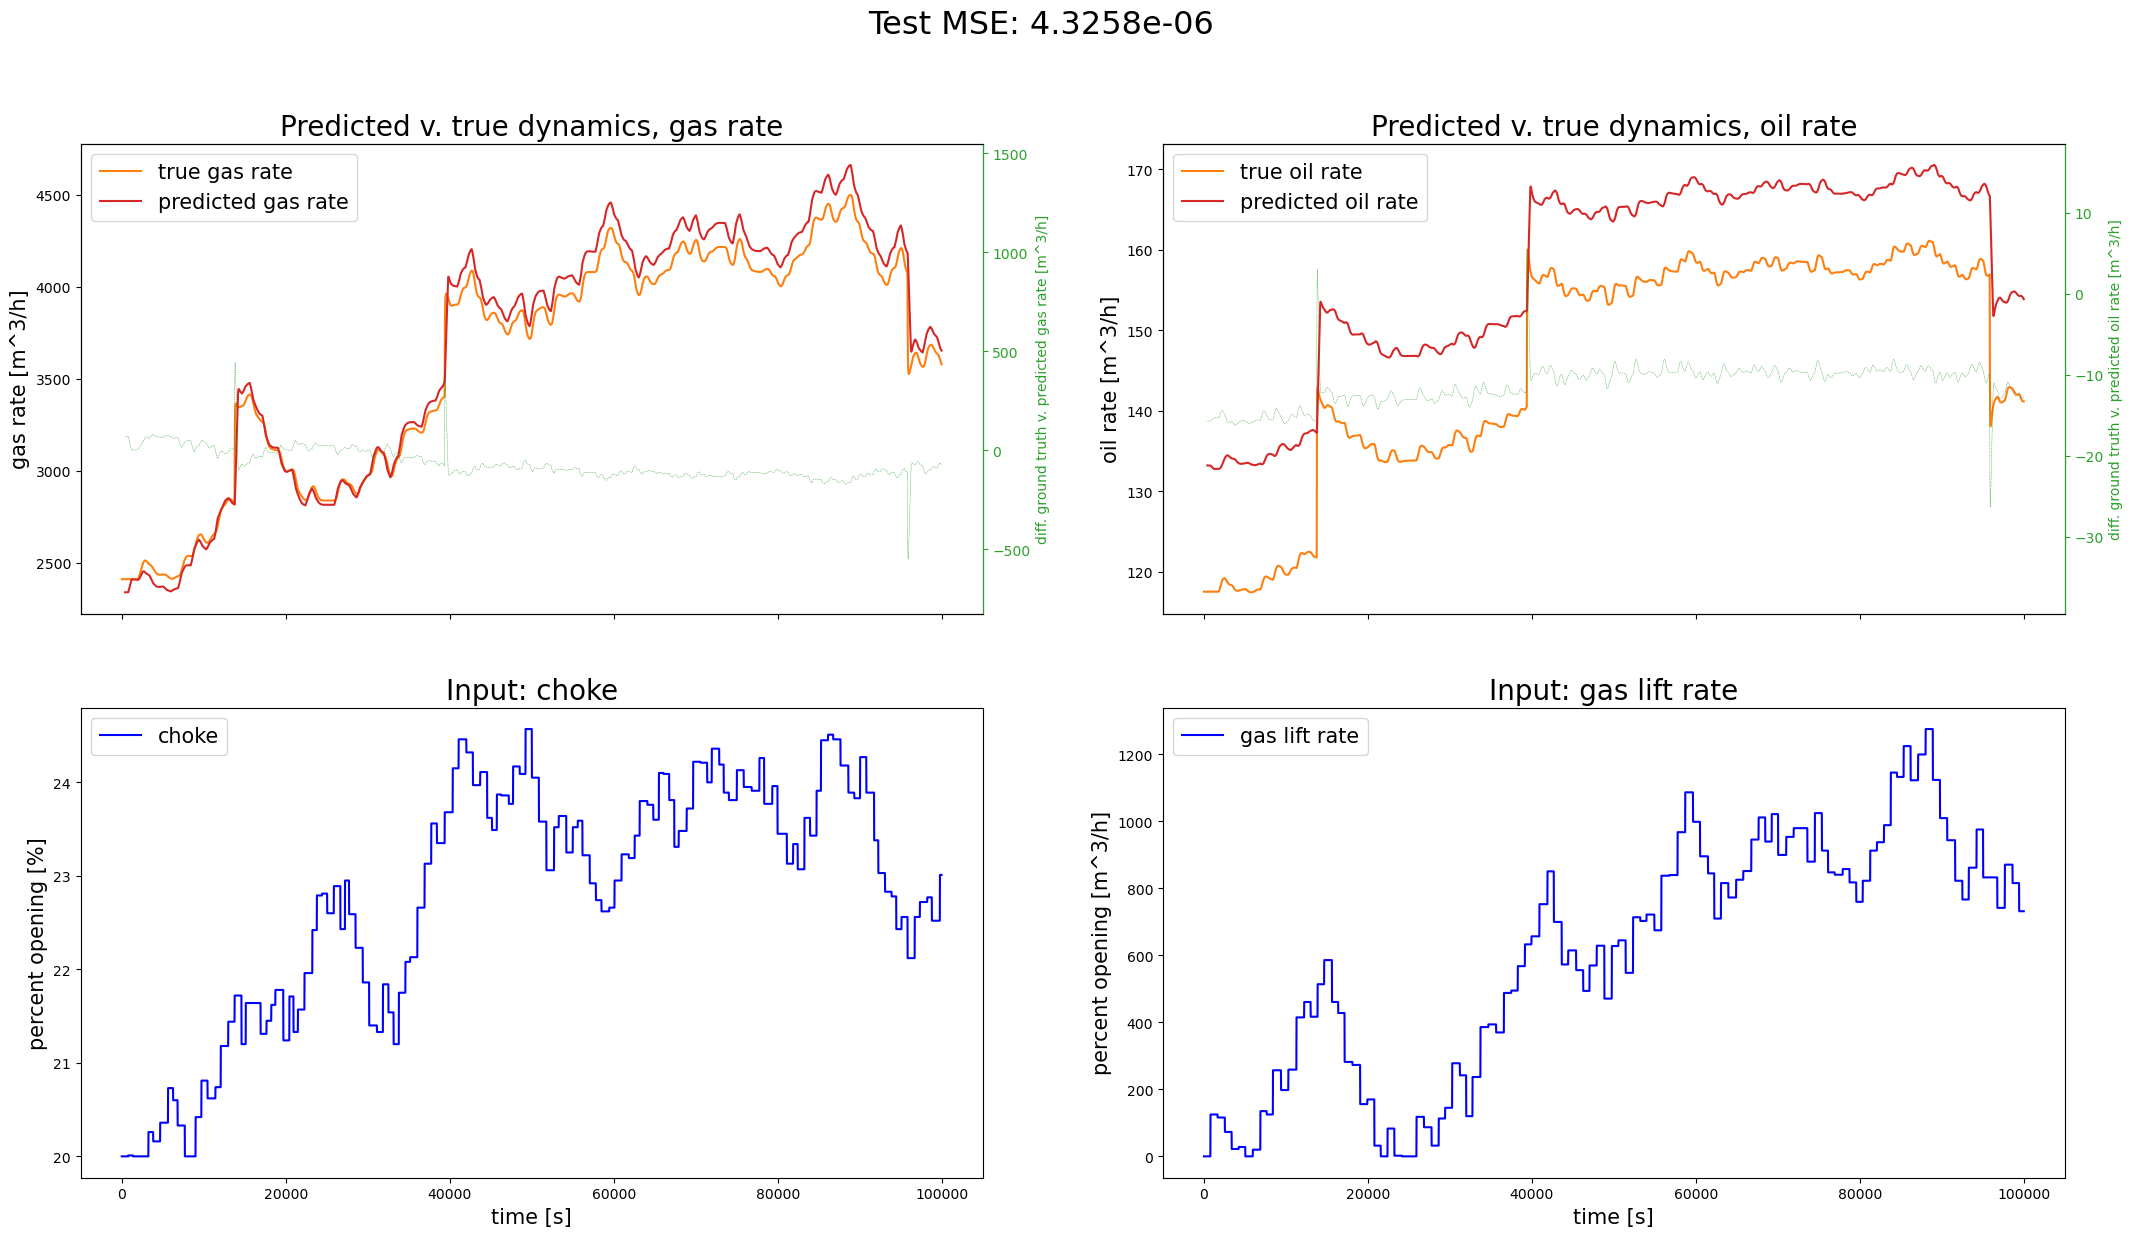 Test MSE: 4.3258e-06
Predicted v. true dynamics, gas rate
true gas rate
predicted gas rate
gas rate [m^3/h]
4500
4000
3500
3000
2500
1500
1000
500
0
−500
diff. ground truth v. predicted gas rate [m^3/h]
Predicted v. true dynamics, oil rate
true oil rate
predicted oil rate
oil rate [m^3/h]
170
160
150
140
130
120
10
0
−10
−20
−30
diff. ground truth v. predicted oil rate [m^3/h]
Input: choke
choke
percent opening [%]
24
23
22
21
20
0 20000 40000 60000 80000 100000
time [s]
Input: gas lift rate
gas lift rate
percent opening [m^3/h]
1200
1000
800
600
400
200
0
0 20000 40000 60000 80000 100000
time [s]